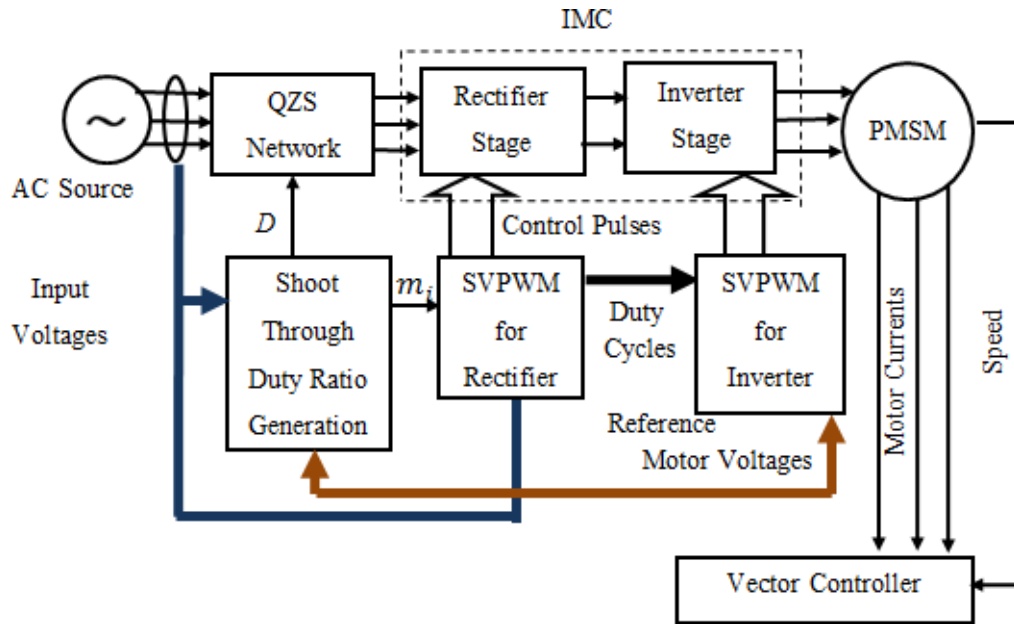 IMC
QZS
Network
Rectifier
Stage
Inverter
Stage
PMSM
~
AC Source
D
Control Pulses
Input
Voltages
Shoot
Through
Duty Ratio
Generation
m_i
SVPWM
for
Rectifier
Duty
Cycles
SVPWM
for
Inverter
Reference
Motor Voltages
Motor Currents
Speed
Vector Controller